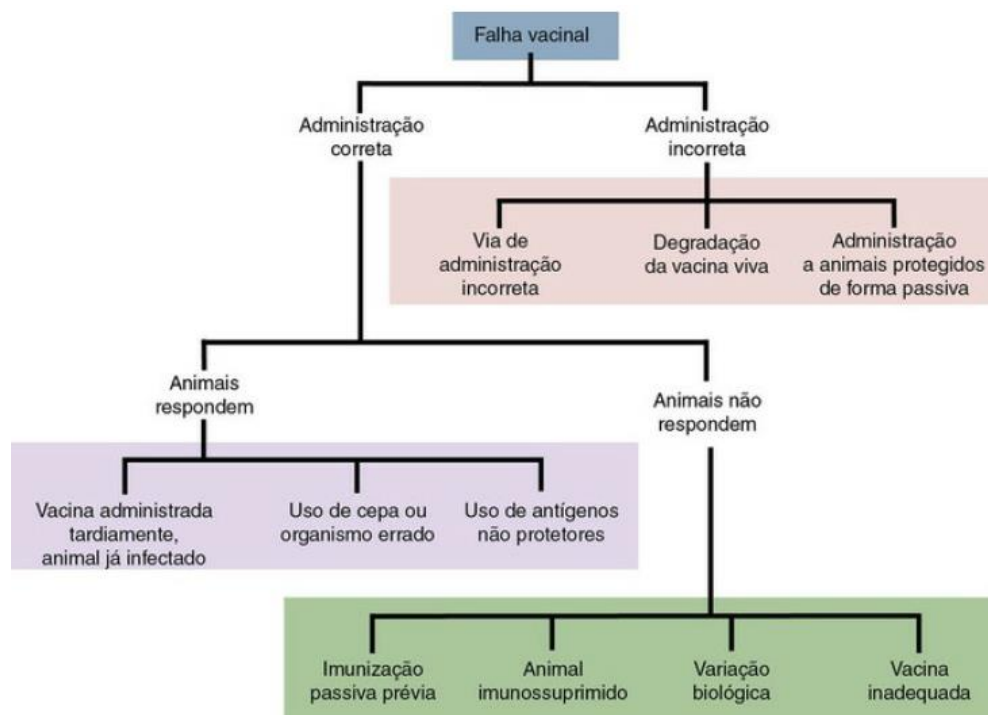 Falha vacinal
Administração
correta
Administração
incorreta
Via de
administração
incorreta
Degradação
da vacina viva
Administração
a animais protegidos
de forma passiva
Animais
respondem
Animais não
respondem
Vacina administrada
tardiamente,
animal já infectado
Uso de cepa ou
organismo errado
Uso de antígenos
não protetores
Imunização
passiva prévia
Animal
imunossuprimido
Variação
biológica
Vacina
inadequada